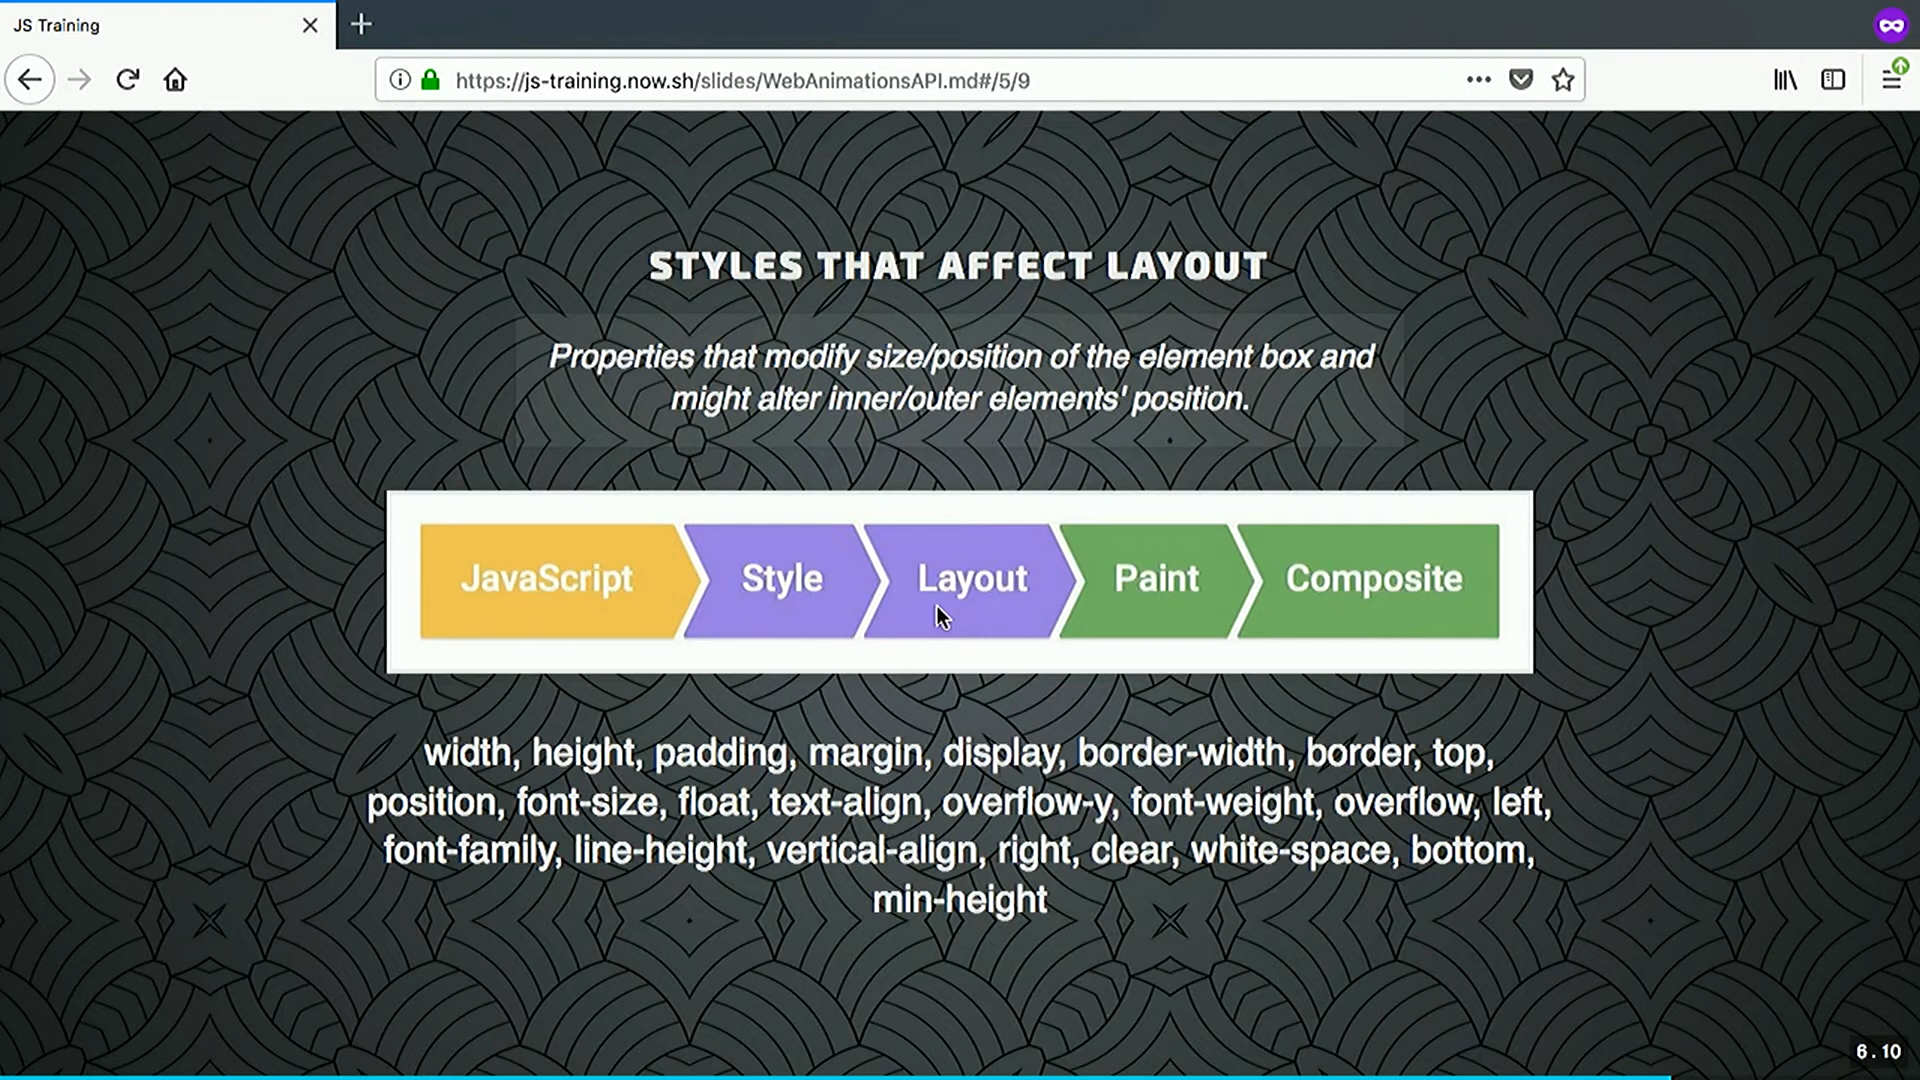 JS Training
https://js-training.now.sh/slides/WebAnimationsAPI.md#/5/9
STYLES THAT AFFECT LAYOUT
Properties that modify size/position of the element box and
might alter inner/outer elements' position.
JavaScript Style Layout Paint Composite
width, height, padding, margin, display, border-width, border, top,
position, font-size, float, text-align, overflow-y, font-weight, overflow, left,
font-family, line-height, vertical-align, right, clear, white-space, bottom,
min-height
6.10